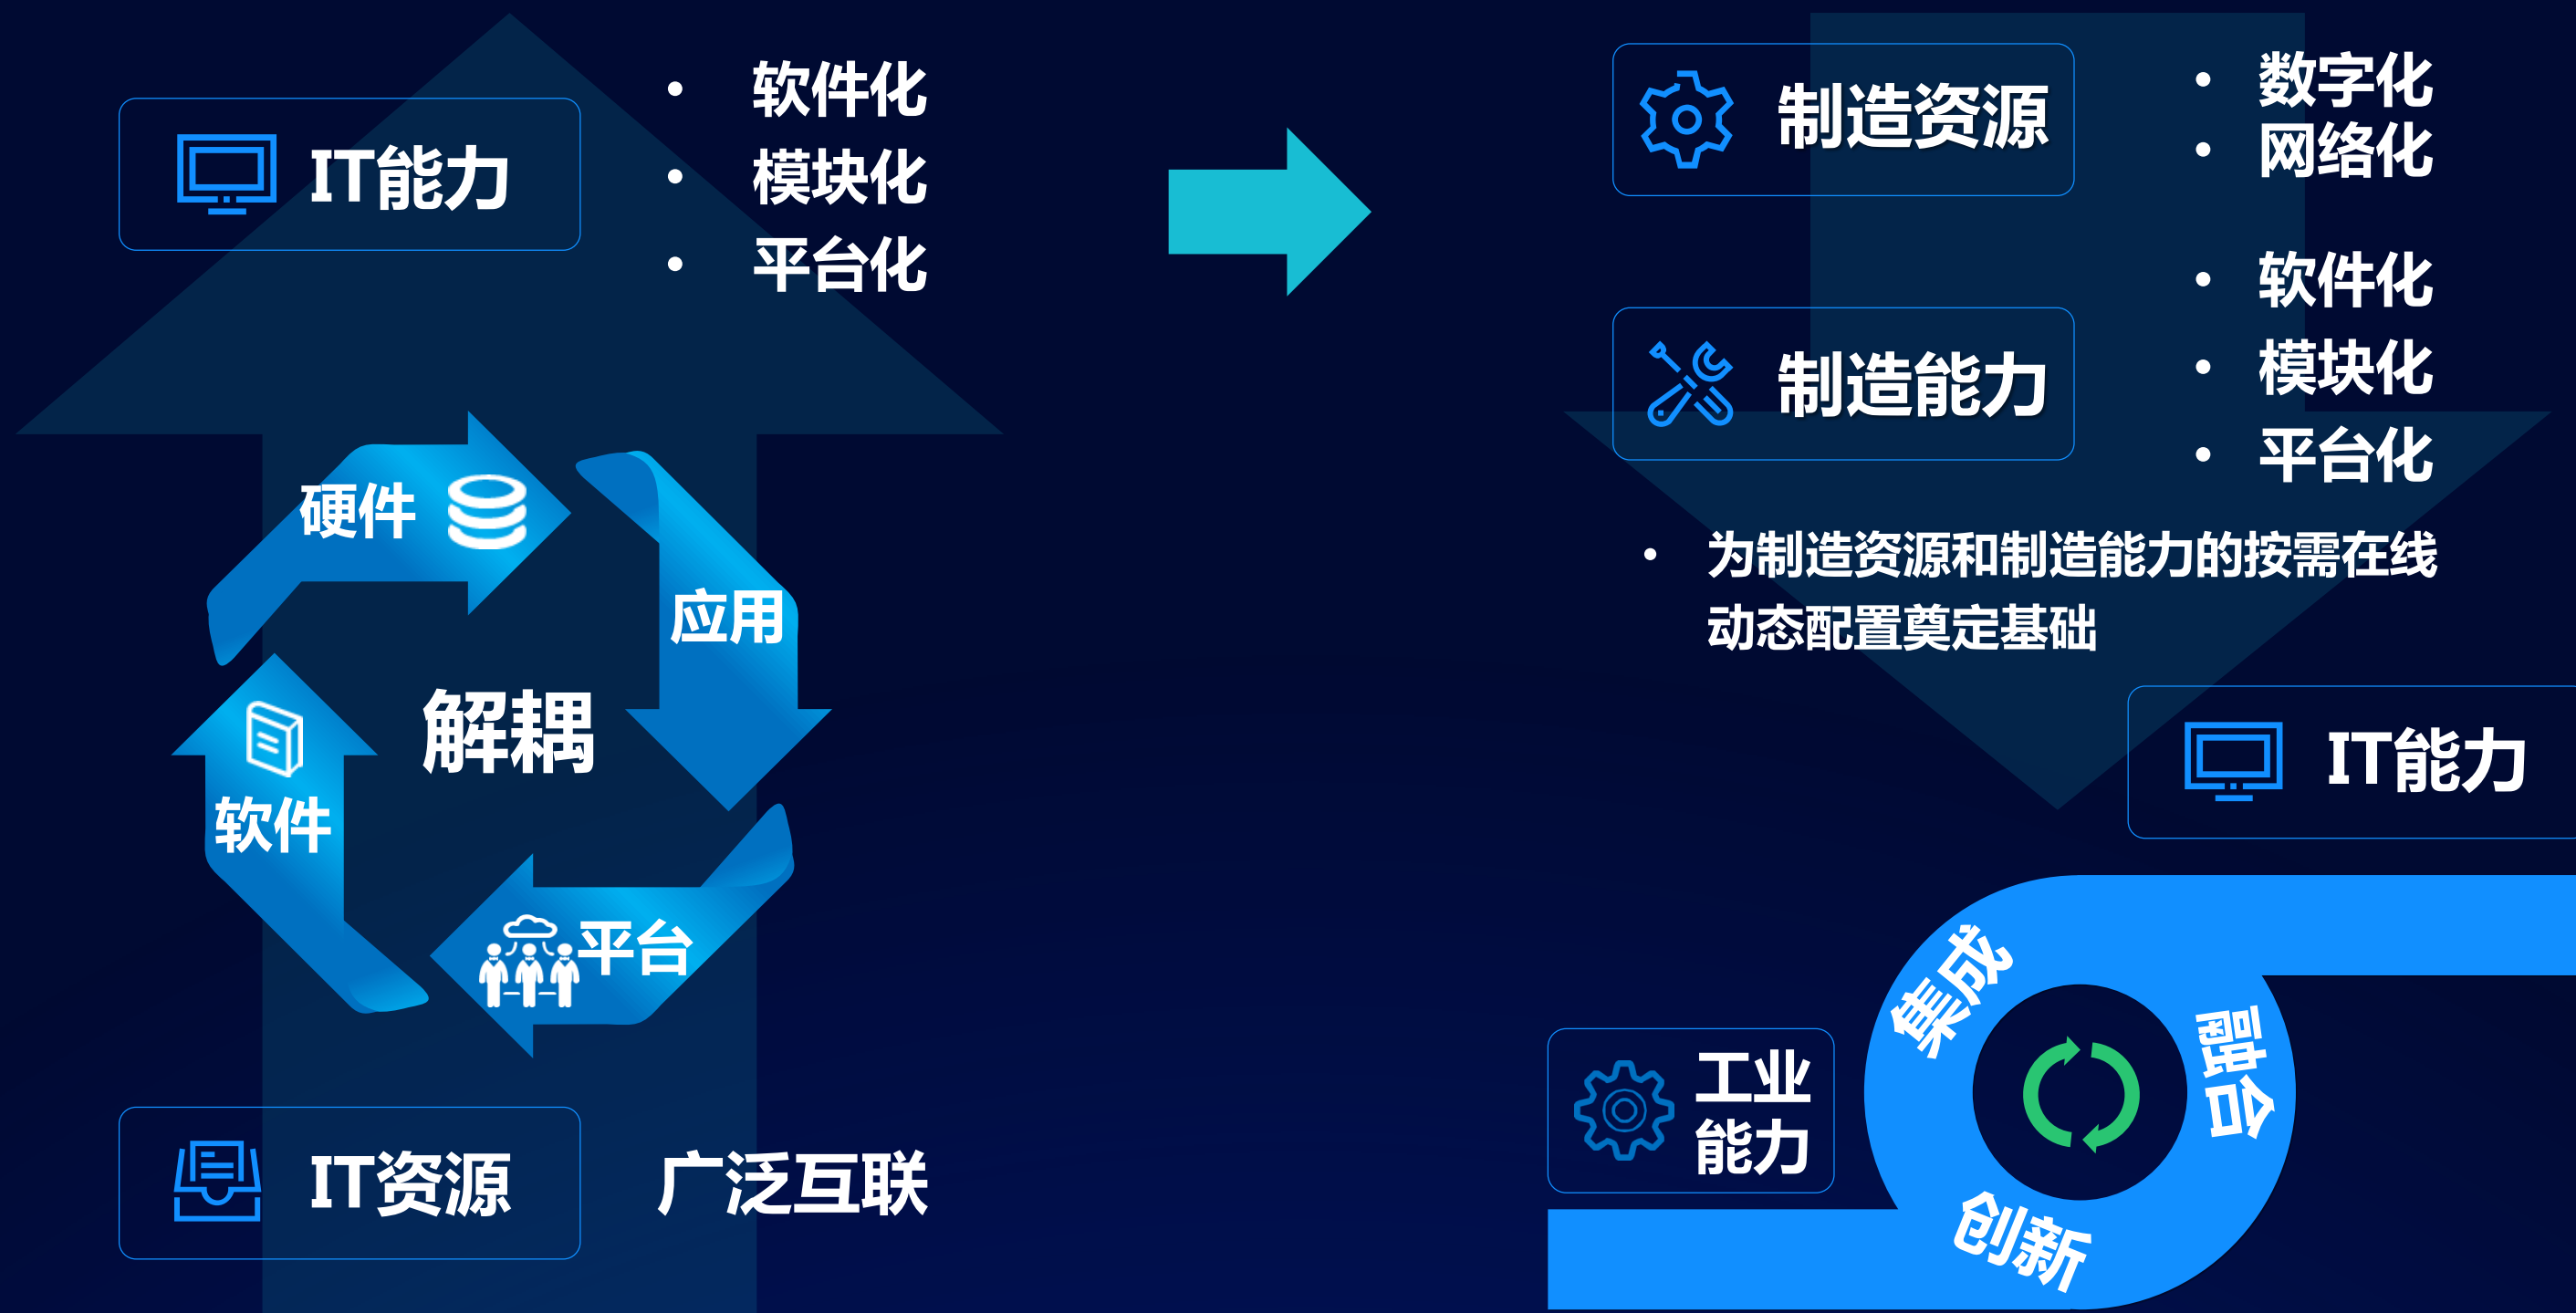 IT能力
• 软件化
• 模块化
• 平台化
硬件
应用
解耦
软件
平台
IT资源
广泛互联
制造资源
• 数字化
• 网络化
制造能力
• 软件化
• 模块化
• 平台化
• 为制造资源和制造能力的按需在线
动态配置奠定基础
IT能力
集成
融合
创新
工业
能力